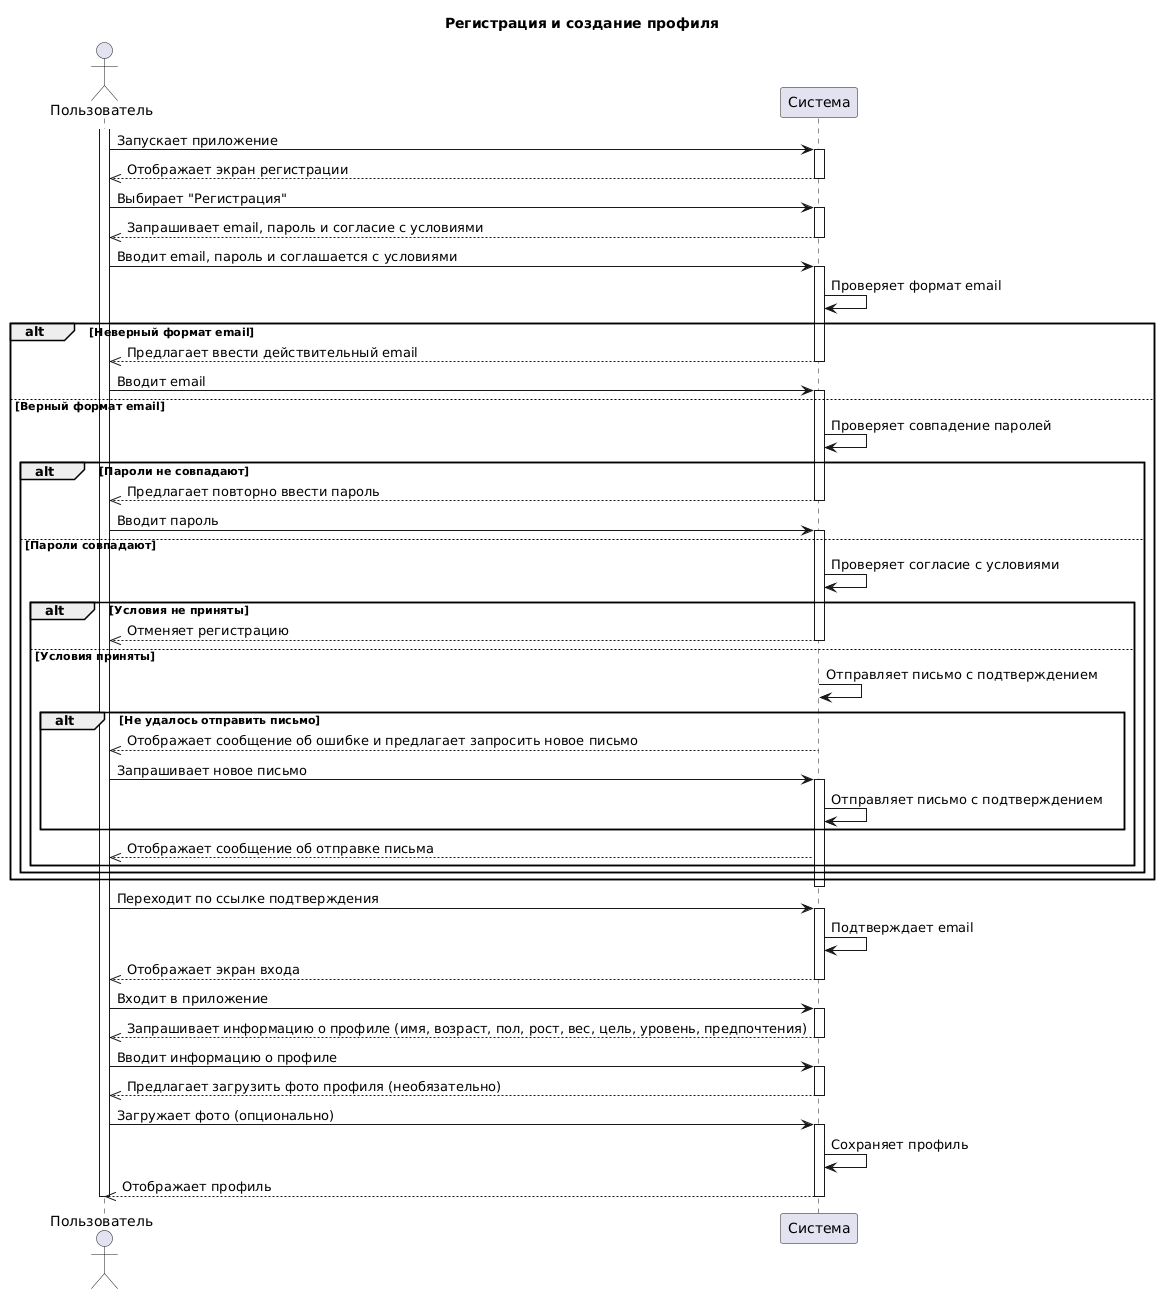 Регистрация и создание профиля
Пользователь
Система
Запускает приложение
Отображает экран регистрации
Выбирает "Регистрация"
Запрашивает email, пароль и согласие с условиями
Вводит email, пароль и соглашается с условиями
Проверяет формат email
alt [Неверный формат email]
Предлагает ввести действительный email
Вводит email
[Верный формат email]
Проверяет совпадение паролей
alt [Пароли не совпадают]
Предлагает повторно ввести пароль
Вводит пароль
[Пароли совпадают]
Проверяет согласие с условиями
alt [Условия не приняты]
Отменяет регистрацию
[Условия приняты]
Отправляет письмо с подтверждением
alt [Не удалось отправить письмо]
Отображает сообщение об ошибке и предлагает запросить новое письмо
Запрашивает новое письмо
Отправляет письмо с подтверждением
Отображает сообщение об отправке письма
Переходит по ссылке подтверждения
Подтверждает email
Отображает экран входа
Входит в приложение
Запрашивает информацию о профиле (имя, возраст, пол, рост, вес, цель, уровень, предпочтения)
Вводит информацию о профиле
Предлагает загрузить фото профиля (необязательно)
Загружает фото (опционально)
Сохраняет профиль
Отображает профиль
Пользователь
Система